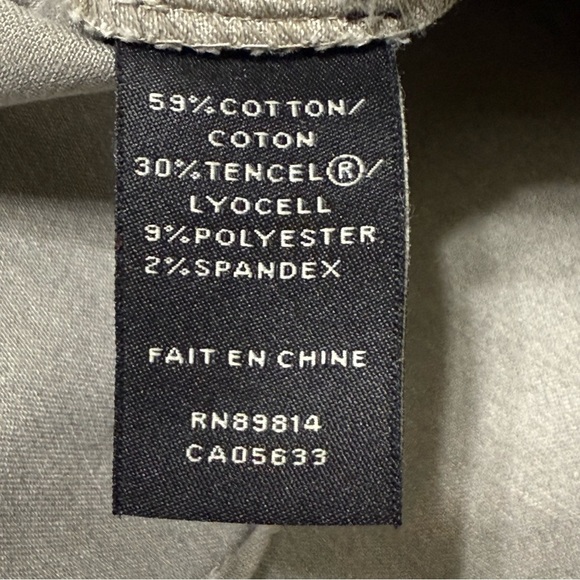 59%COTTON/
COTON
30%TENCEL®/
LYOCELL
9%POLYESTER
2%SPANDEX
FAIT EN CHINE
RN89814
CA05633